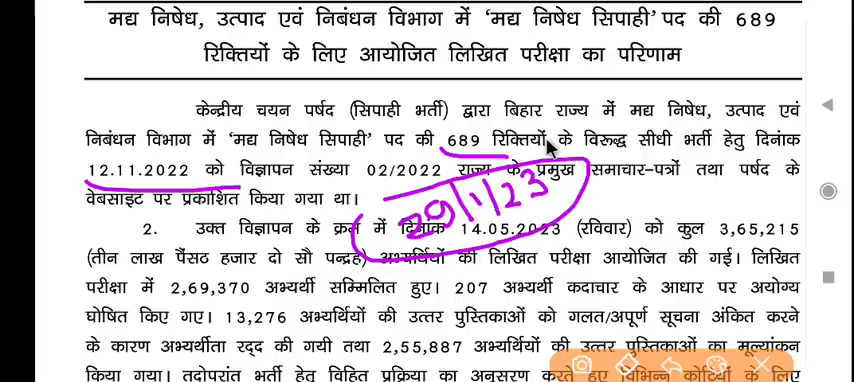 मद्य निषेध, उत्पाद एवं निबंधन विभाग में 'मद्य निषेध सिपाही' पद की 689
रिक्तियों के लिए आयोजित लिखित परीक्षा का परिणाम
केन्द्रीय चयन पर्षद (सिपाही भर्ती) द्वारा बिहार राज्य में मद्य निषेध, उत्पाद एवं
निबंधन विभाग में 'मद्य निषेध सिपाही' पद की 689 रिक्तियों के विरूद्ध सीधी भर्ती हेतु दिनांक
12.11.2022 को विज्ञापन संख्या 02/2022 राज्य के प्रमुख समाचार-पत्रों तथा पर्षद के
वेबसाइट पर प्रकाशित किया गया था।
29/1/23
2. उक्त विज्ञापन के क्रम में दिनांक 14.05.2023 (रविवार) को कुल 3,65,215
(तीन लाख पैंसठ हजार दो सौ पन्द्रह) अभ्यर्थियों की लिखित परीक्षा आयोजित की गई। लिखित
परीक्षा में 2,69,370 अभ्यर्थी सम्मिलित हुए। 207 अभ्यर्थी कदाचार के आधार पर अयोग्य
घोषित किए गए। 13,276 अभ्यर्थियों की उत्तर पुस्तिकाओं को गलत/अपूर्ण सूचना अंकित करने
के कारण अभ्यर्थीता रद्द की गयी तथा 2,55,887 अभ्यर्थियों की उत्तर पुस्तिकाओं का मूल्यांकन
किया गया। तदोपरांत भर्ती हेतु विहित प्रक्रिया का अनुसरण करते हुए विभिन्न कोटियों के लिए